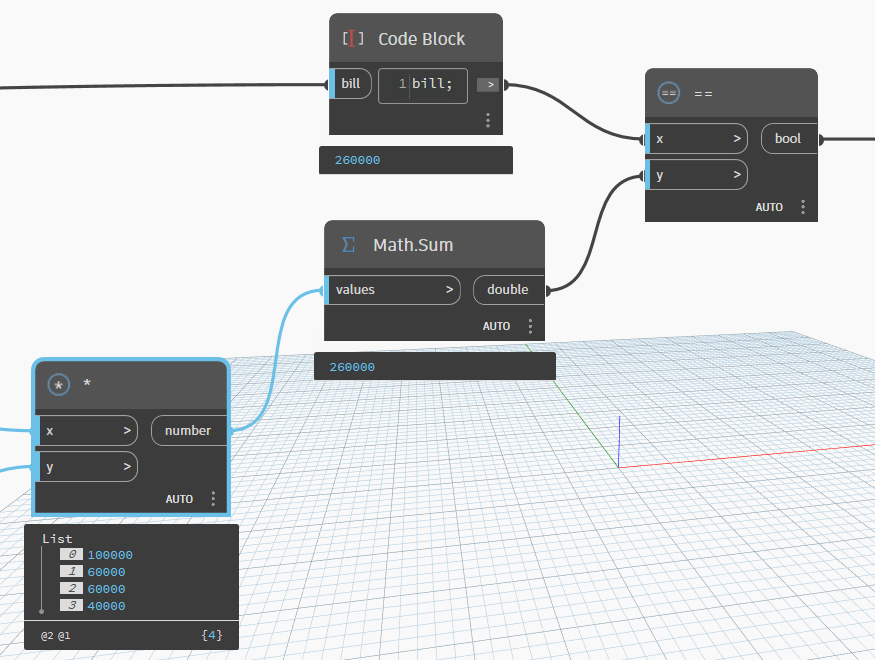 Code Block
bill
1 bill;
>
260000
==
x >
bool
y >
AUTO
Math.Sum
values >
double
AUTO
260000
*
x >
number
y >
AUTO
List
0 100000
1 60000
2 60000
3 40000
@2 @1 {4}